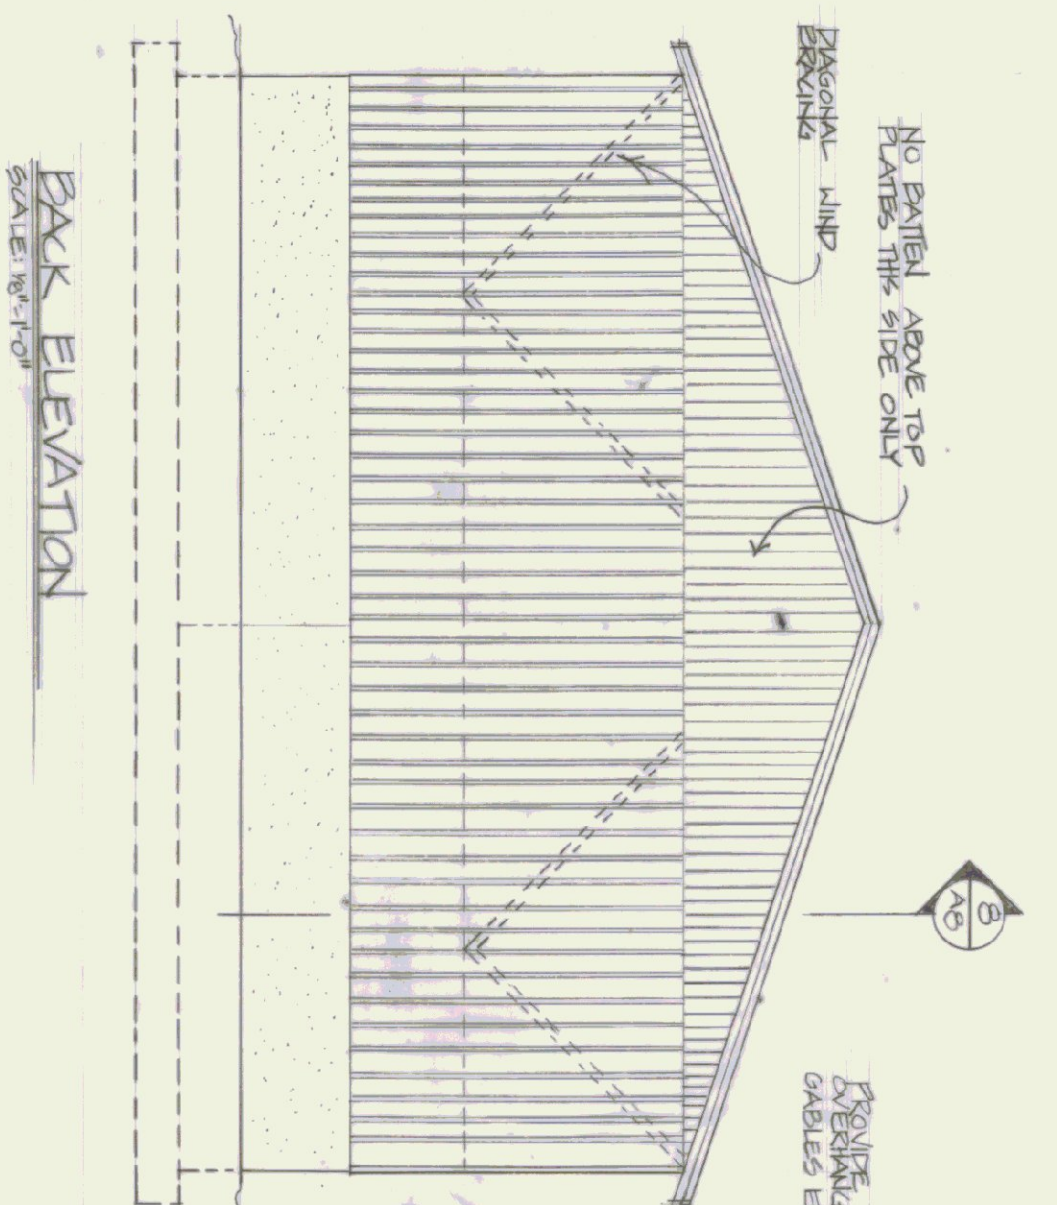 NO BATTEN ABOVE TOP
PLATES THIS SIDE ONLY
DIAGONAL WIND
BRACING
8
A8
PROVIDE
OVERHANG
GABLES E
BACK ELEVATION
SCALE: 1/8"=1'-0"